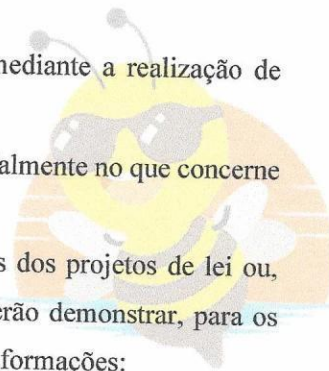 mediante a realização de
almente no que concerne
s dos projetos de lei ou,
erão demonstrar, para os
formações: